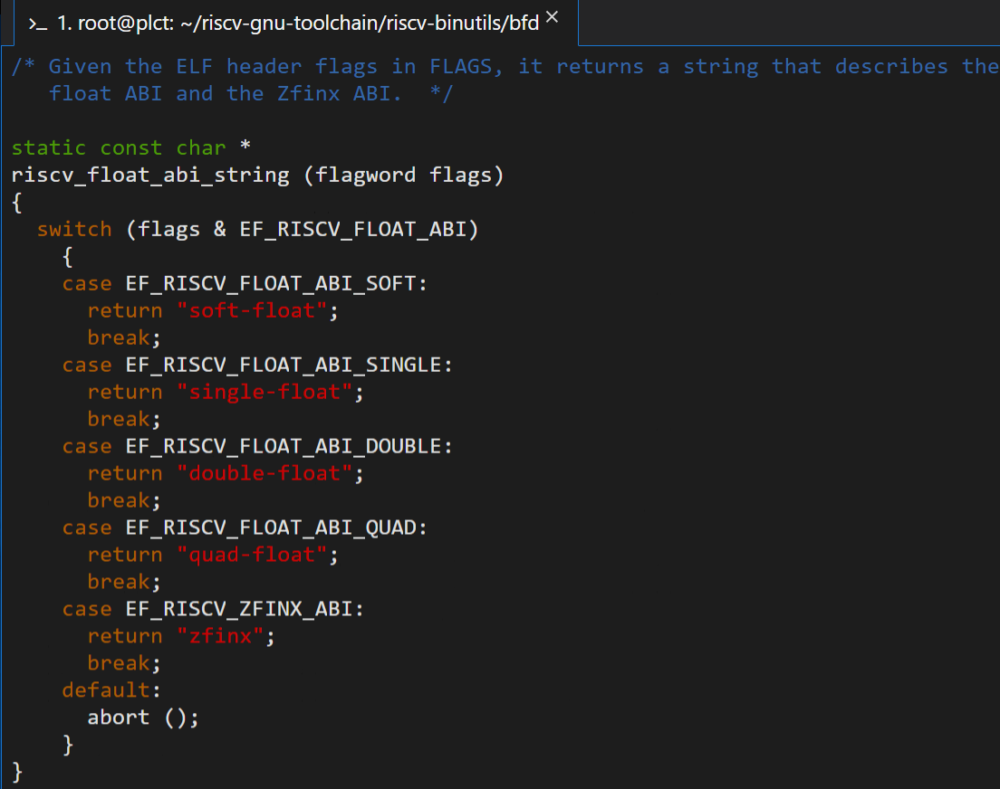 >_ 1. root@plct: ~/riscv-gnu-toolchain/riscv-binutils/bfd ×
/* Given the ELF header flags in FLAGS, it returns a string that describes the
   float ABI and the Zfinx ABI.  */

static const char *
riscv_float_abi_string (flagword flags)
{
  switch (flags & EF_RISCV_FLOAT_ABI)
    {
    case EF_RISCV_FLOAT_ABI_SOFT:
      return "soft-float";
      break;
    case EF_RISCV_FLOAT_ABI_SINGLE:
      return "single-float";
      break;
    case EF_RISCV_FLOAT_ABI_DOUBLE:
      return "double-float";
      break;
    case EF_RISCV_FLOAT_ABI_QUAD:
      return "quad-float";
      break;
    case EF_RISCV_ZFINX_ABI:
      return "zfinx";
      break;
    default:
      abort ();
    }
}